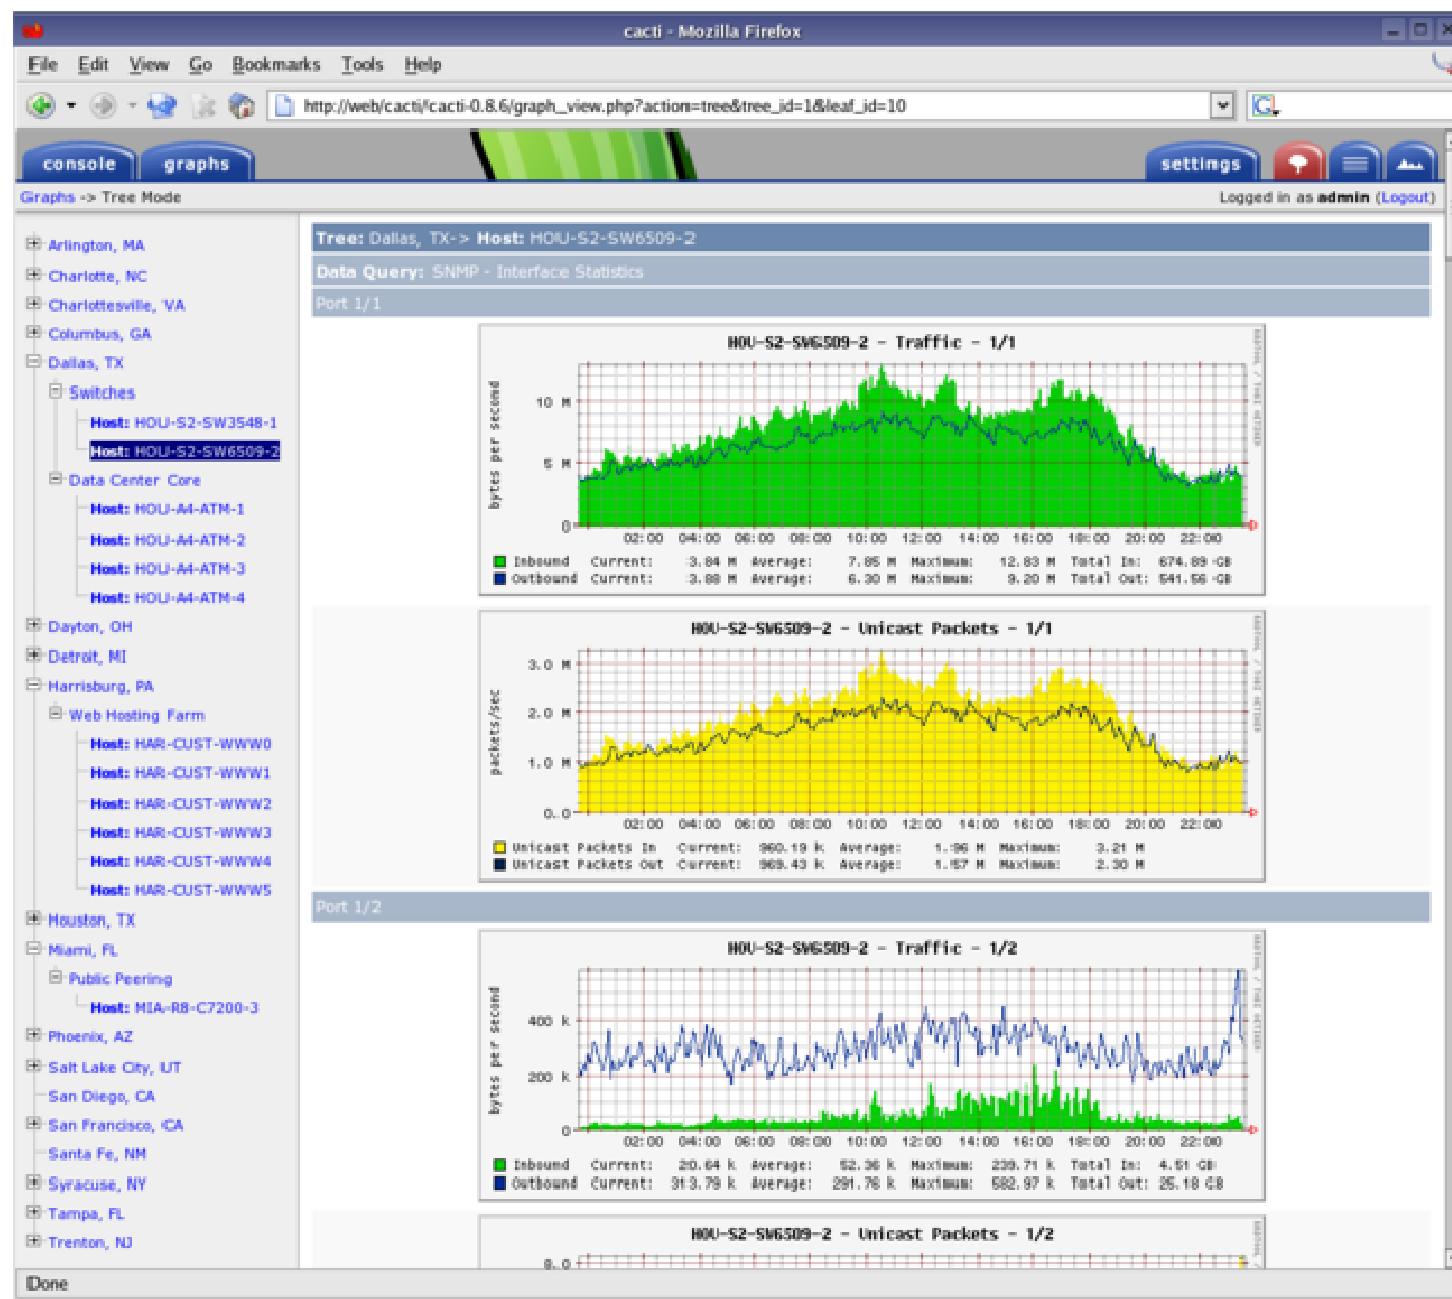 cacti - Mozilla Firefox
File Edit View Go Bookmarks Tools Help
http://web/cacti/cacti-0.8.6/graph_view.php?action=tree&tree_id=1&leaf_id=10
G
console graphs settings
Graphs -> Tree Mode
Logged in as admin (Logout)
Arlington, MA
Charlotte, NC
Charlottesville, VA
Columbus, GA
Dallas, TX
Switches
Host: HOU-S2-SW3548-1
Host: HOU-S2-SW6509-2
Data Center Core
Host: HOU-A4-ATM-1
Host: HOU-A4-ATM-2
Host: HOU-A4-ATM-3
Host: HOU-A4-ATM-4
Dayton, OH
Detroit, MI
Harrisburg, PA
Web Hosting Farm
Host: HAR-CUST-WWW0
Host: HAR-CUST-WWW1
Host: HAR-CUST-WWW2
Host: HAR-CUST-WWW3
Host: HAR-CUST-WWW4
Host: HAR-CUST-WWW5
Houston, TX
Miami, FL
Public Peering
Host: MIA-R8-C7200-3
Phoenix, AZ
Salt Lake City, UT
San Diego, CA
San Francisco, CA
Santa Fe, NM
Syracuse, NY
Tampa, FL
Trenton, NJ
Tree: Dallas, TX-> Host: HOU-S2-SW6509-2
Data Query: SNMP - Interface Statistics
Port 1/1
HOU-S2-SW6509-2 - Traffic - 1/1
bytes per second
10 M
5 M
0
02:00 04:00 06:00 08:00 10:00 12:00 14:00 16:00 18:00 20:00 22:00
Inbound Current: 3.84 M Average: 7.85 M Maximum: 12.83 M Total In: 674.89 GB
Outbound Current: 3.88 M Average: 6.30 M Maximum: 9.20 M Total Out: 541.56 GB
HOU-S2-SW6509-2 - Unicast Packets - 1/1
packets/sec
3.0 M
2.0 M
1.0 M
0.0
02:00 04:00 06:00 08:00 10:00 12:00 14:00 16:00 18:00 20:00 22:00
Unicast Packets In Current: 960.19 k Average: 1.96 M Maximum: 3.21 M
Unicast Packets Out Current: 969.43 k Average: 1.57 M Maximum: 2.30 M
Port 1/2
HOU-S2-SW6509-2 - Traffic - 1/2
bytes per second
400 k
200 k
0
02:00 04:00 06:00 08:00 10:00 12:00 14:00 16:00 18:00 20:00 22:00
Inbound Current: 20.64 k Average: 52.36 k Maximum: 239.71 k Total In: 4.51 GB
Outbound Current: 313.79 k Average: 291.76 k Maximum: 582.97 k Total Out: 25.18 GB
HOU-S2-SW6509-2 - Unicast Packets - 1/2
8.0
Done